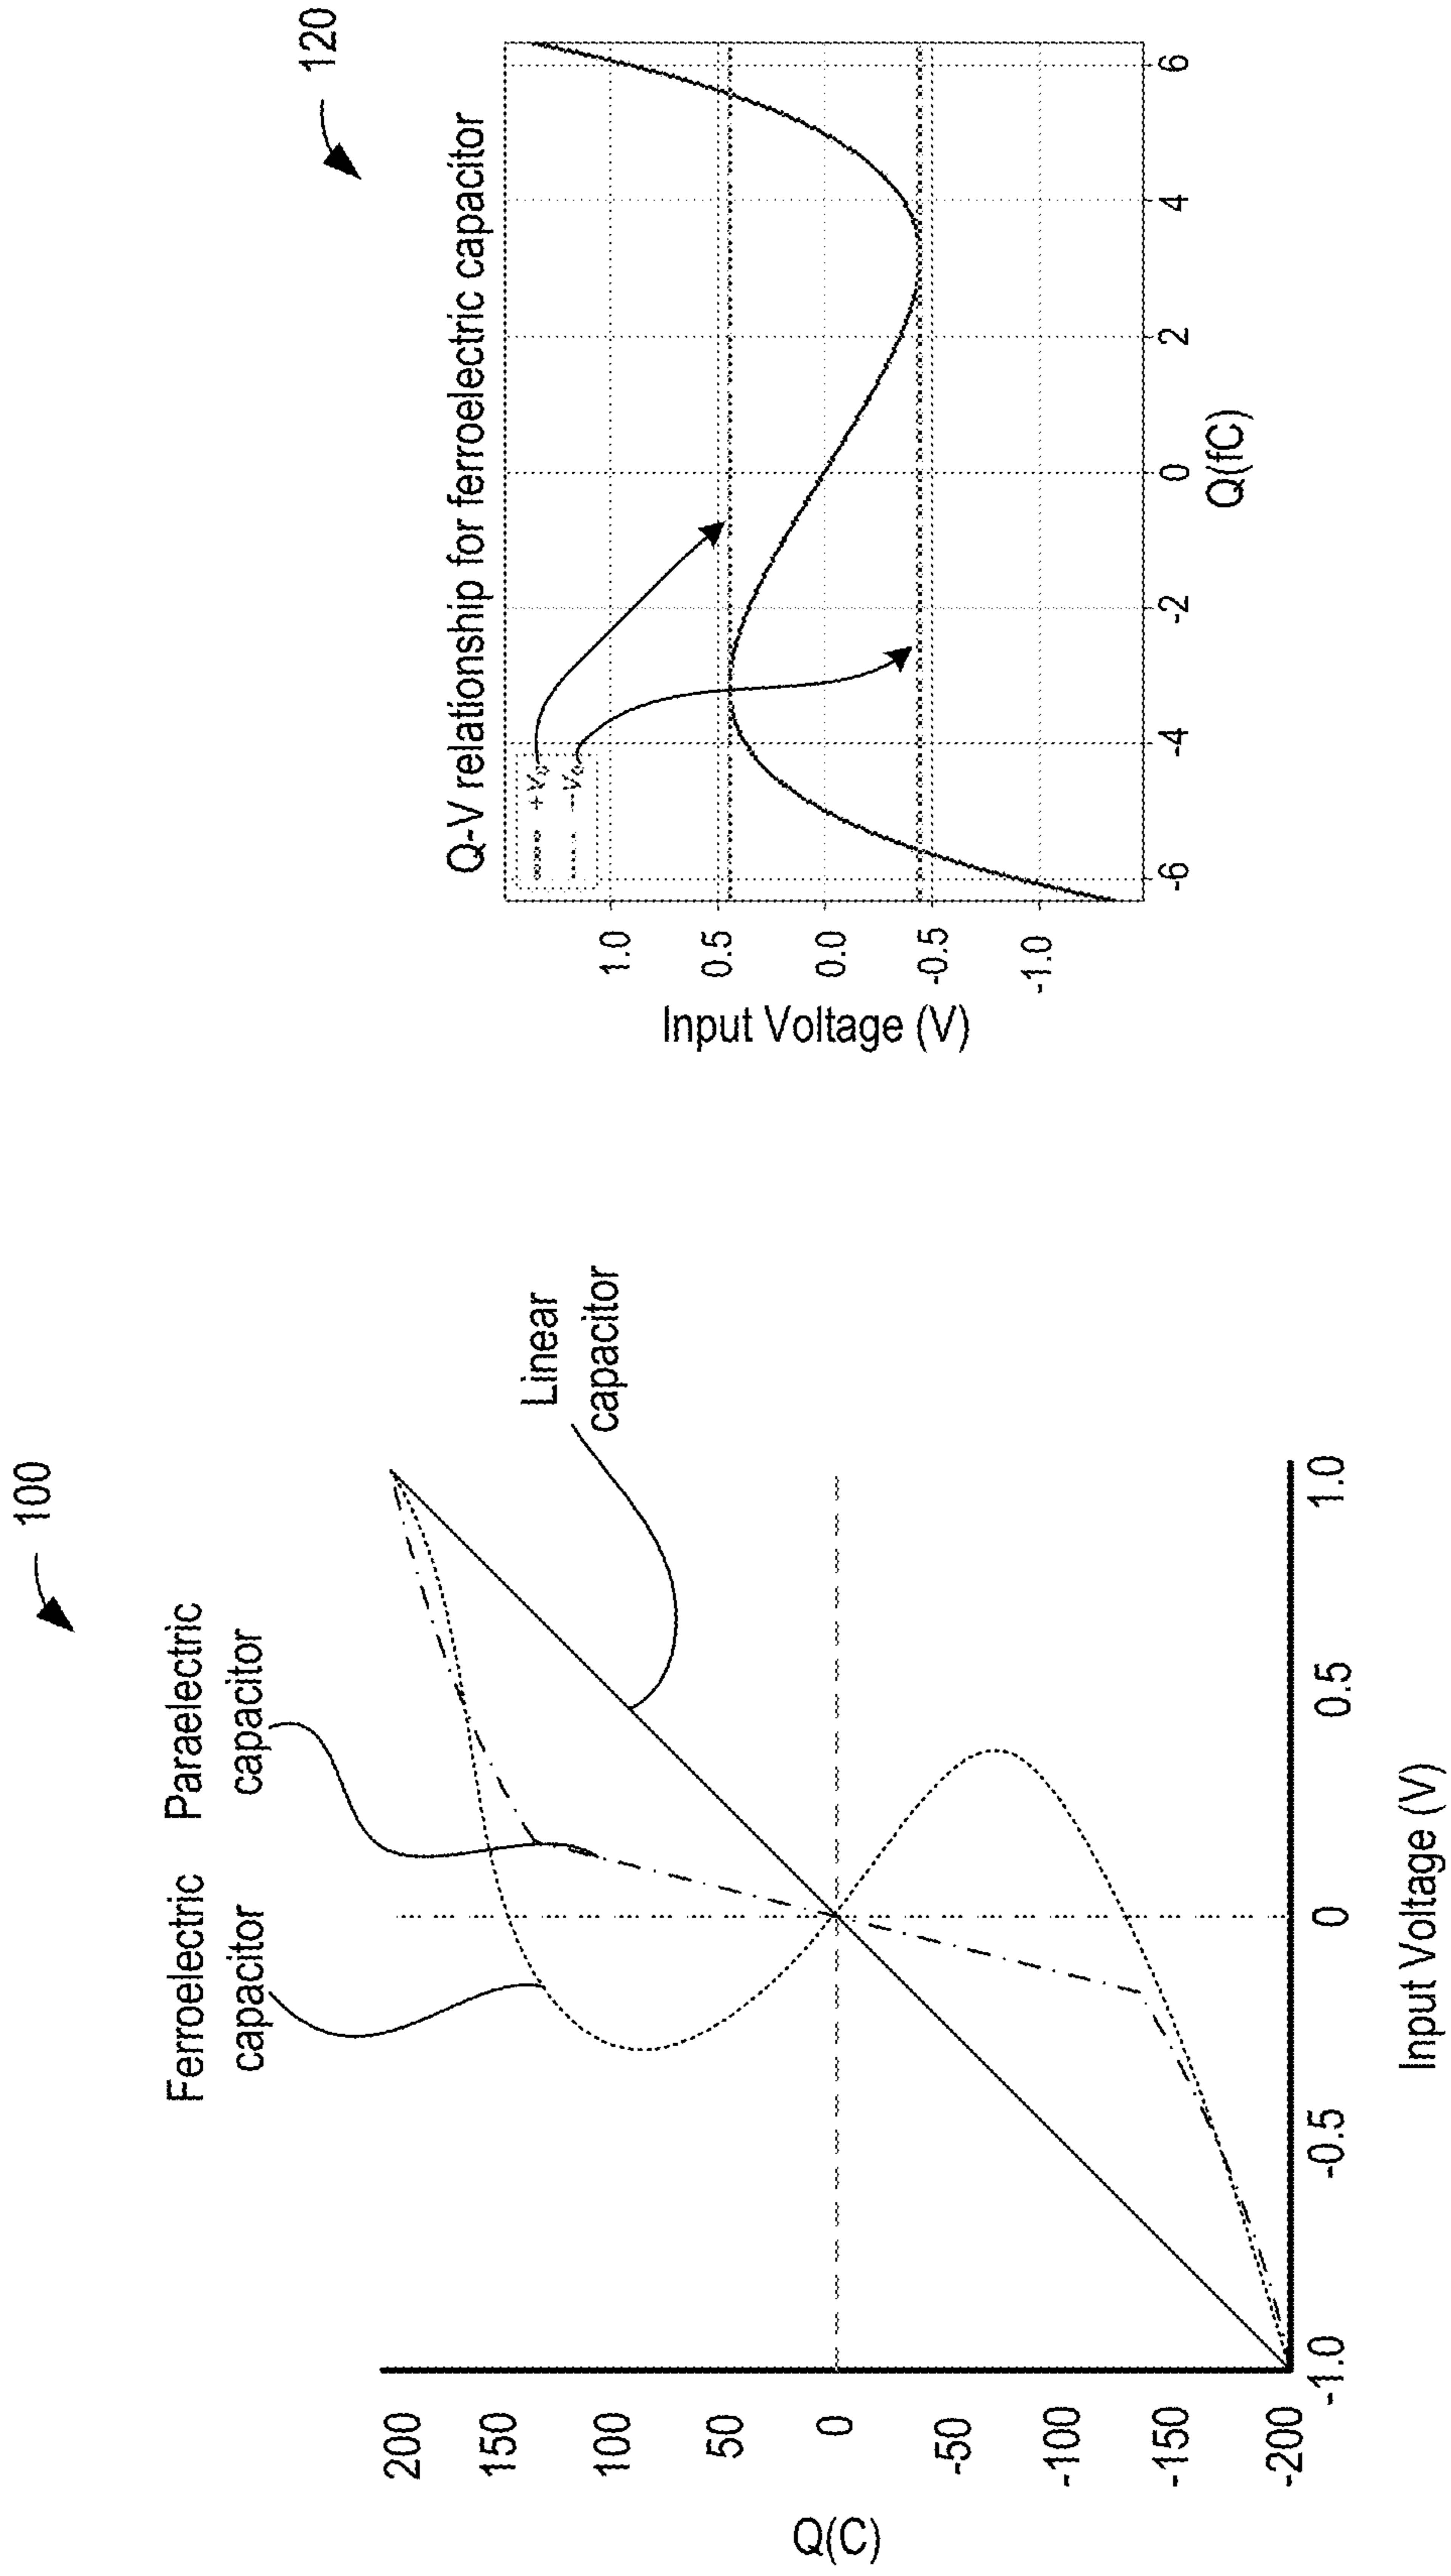 100
Ferroelectric
capacitor
Paraelectric
capacitor
Linear
capacitor
Q(C)
200
150
100
50
0
-50
-100
-150
-200
-1.0
-0.5
0
0.5
1.0
Input Voltage (V)
120
Q-V relationship for ferroelectric capacitor
Input Voltage (V)
1.0
0.5
0.0
-0.5
-1.0
-6
-4
-2
0
2
4
6
Q(fC)